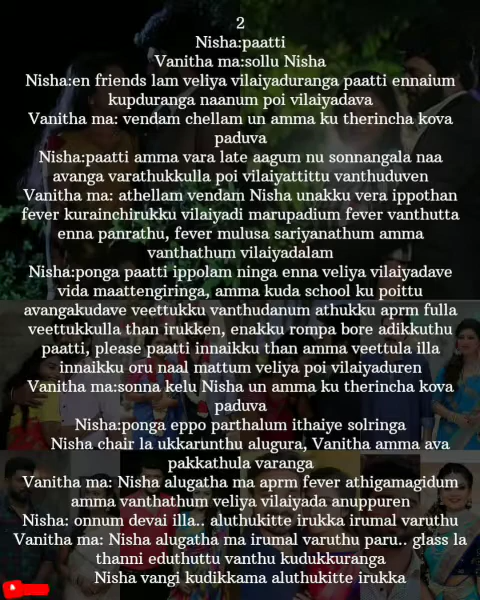 2
Nisha:paatti
Vanitha ma:sollu Nisha
Nisha:en friends lam veliya vilaiyaduranga paatti ennaium
kupduranga naanum poi vilaiyadava
Vanitha ma: vendam chellam un amma ku therincha kova
paduva
Nisha:paatti amma vara late aagum nu sonnangala naa
avanga varathukkulla poi vilaiyattittu vanthuduven
Vanitha ma: athellam vendam Nisha unakku vera ippothan
fever kurainchirukku vilaiyadi marupadium fever vanthutta
enna panrathu, fever mulusa sariyanathum amma
vanthathum vilaiyadalam
Nisha:ponga paatti ippolam ninga enna veliya vilaiyadave
vida maattengiringa, amma kuda school ku poittu
avangakudave veettukku vanthudanum athukku aprm fulla
veettukkulla than irukken, enakku rompa bore adikkuthu
paatti, please paatti innaikku than amma veettula illa
innaikku oru naal mattum veliya poi vilaiyaduren
Vanitha ma:sonna kelu Nisha un amma ku therincha kova
paduva
Nisha:ponga eppo parthalum ithaiye solringa
Nisha chair la ukkarunthu alugura, Vanitha amma ava
pakkathula varanga
Vanitha ma: Nisha alugatha ma aprm fever athigamagidum
amma vanthathum veliya vilaiyada anuppuren
Nisha: onnum devai illa.. aluthukitte irukka irumal varuthu
Vanitha ma: Nisha alugatha ma irumal varuthu paru.. glass la
thanni eduthuttu vanthu kudukkuranga
Nisha vangi kudikkama aluthukitte irukka